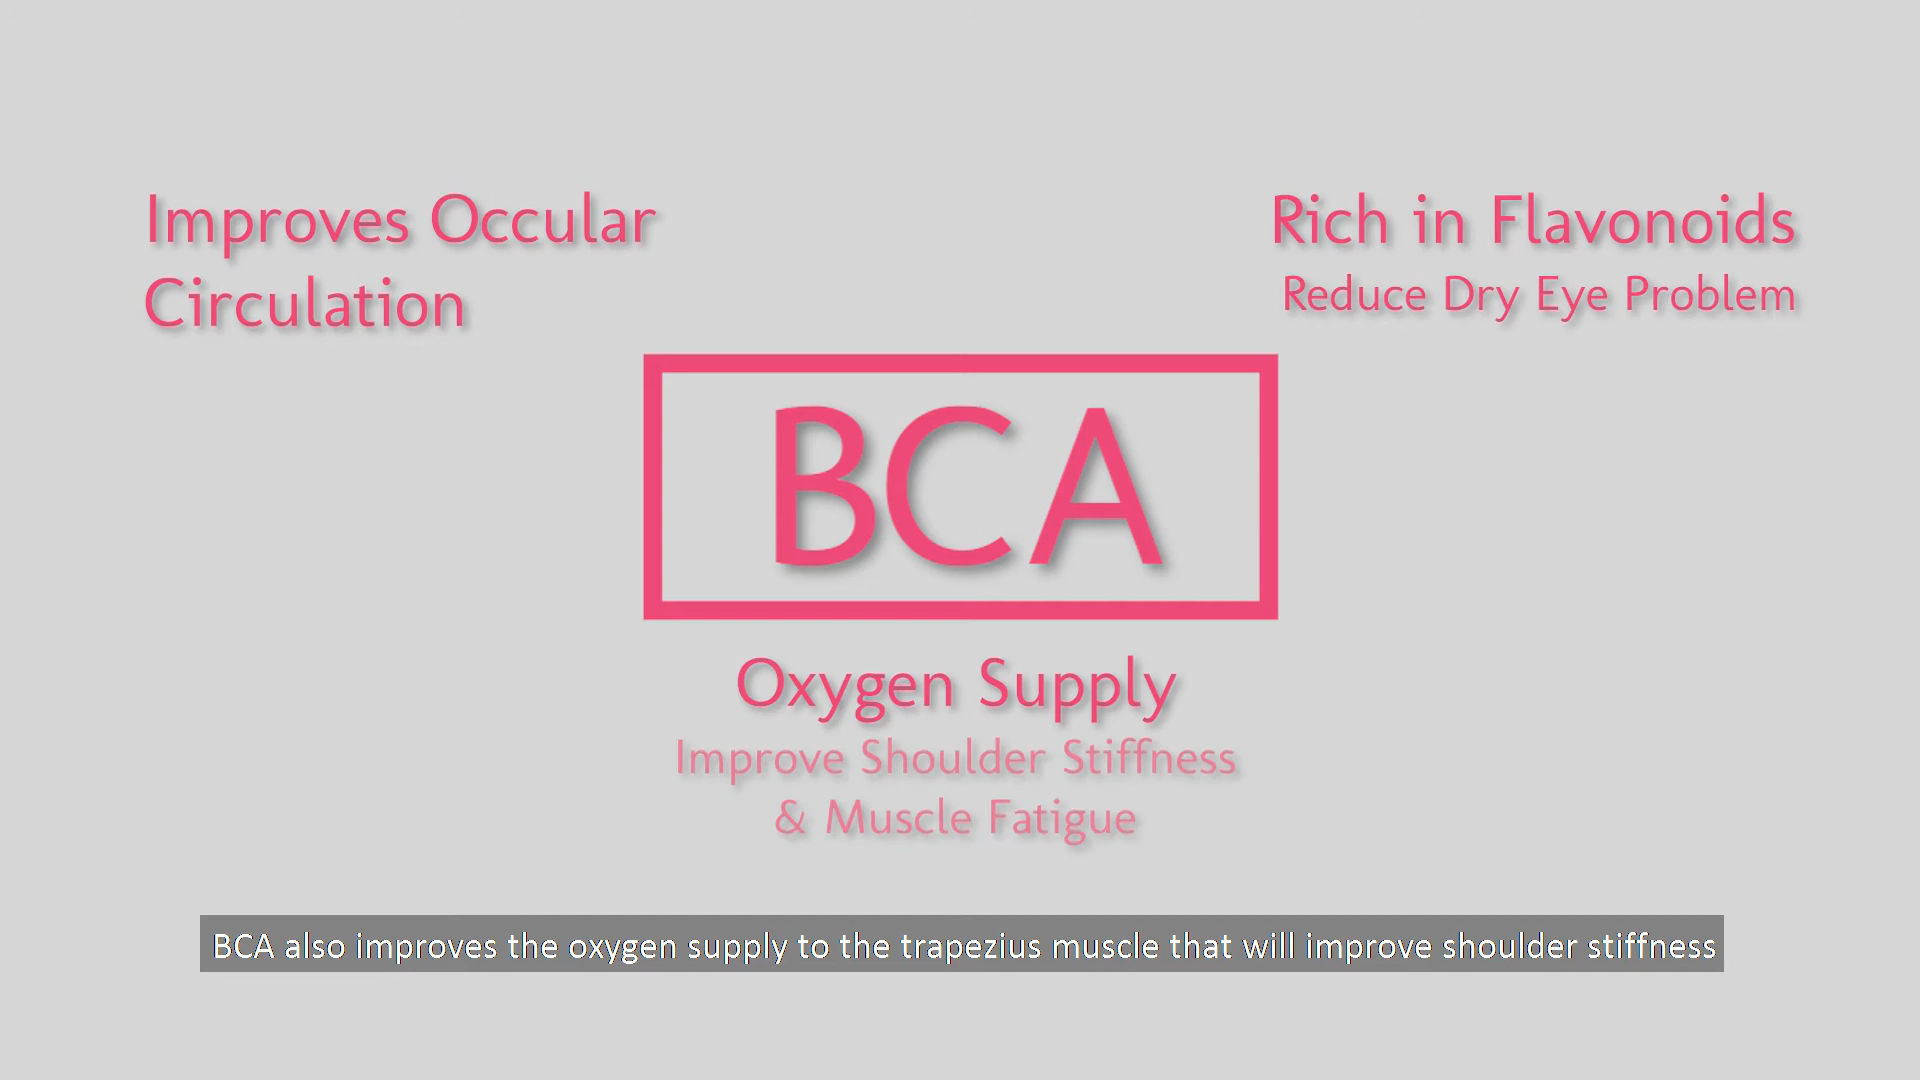 Improves Occular
Circulation
Rich in Flavonoids
Reduce Dry Eye Problem
BCA
Oxygen Supply
Improve Shoulder Stiffness
& Muscle Fatigue
BCA also improves the oxygen supply to the trapezius muscle that will improve shoulder stiffness